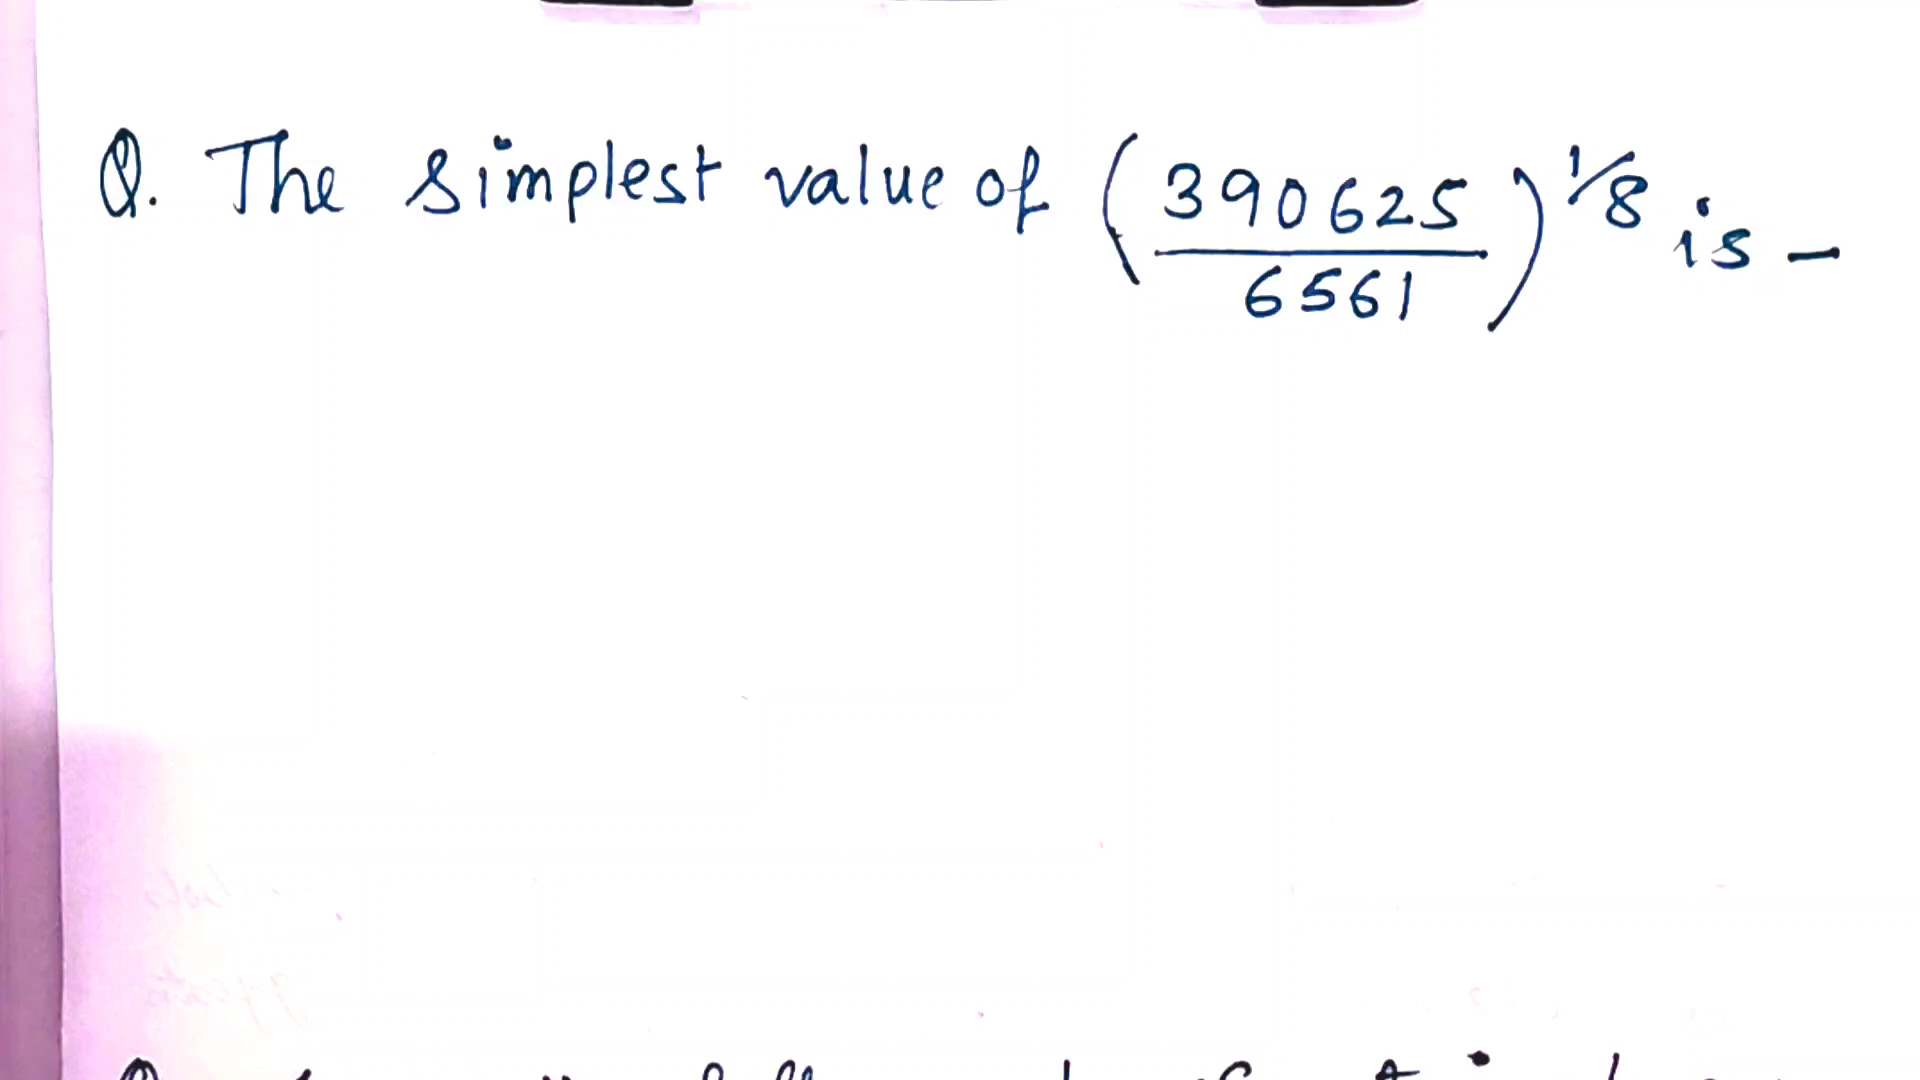 Q. The simplest value of (390625/6561)^1/8 is -